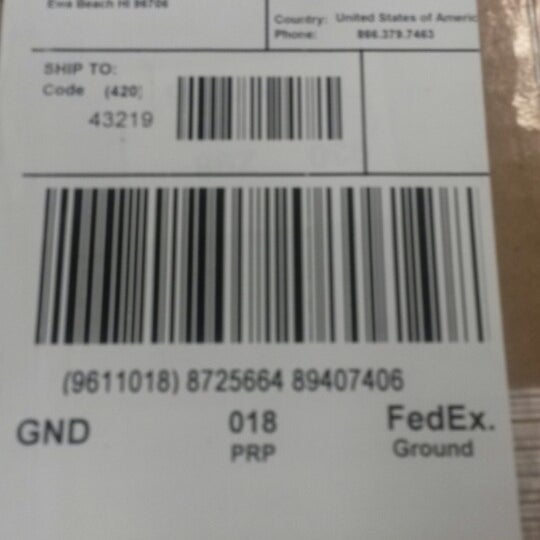 Ewa Beach HI 96706
Country: United States of Americ
Phone: 866.379.7463
SHIP TO:
Code (420)
43219
(9611018) 8725664 89407406
GND 018 FedEx.
PRP Ground